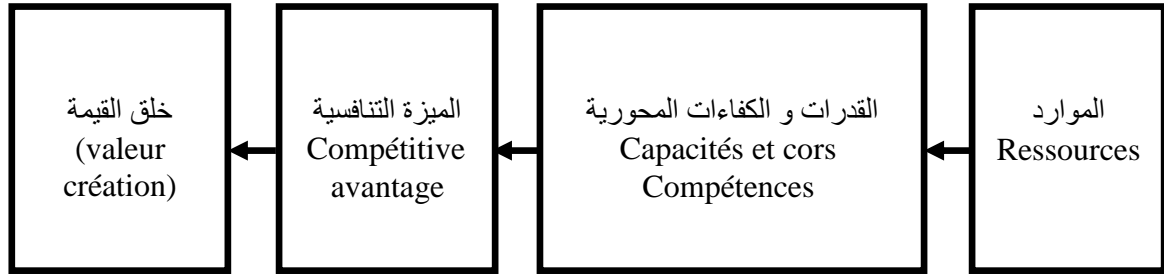 الموارد
Ressources
القدرات و الكفاءات المحورية
Capacités et cors
Compétences
الميزة التنافسية
Compétitive
avantage
خلق القيمة
(valeur
création)